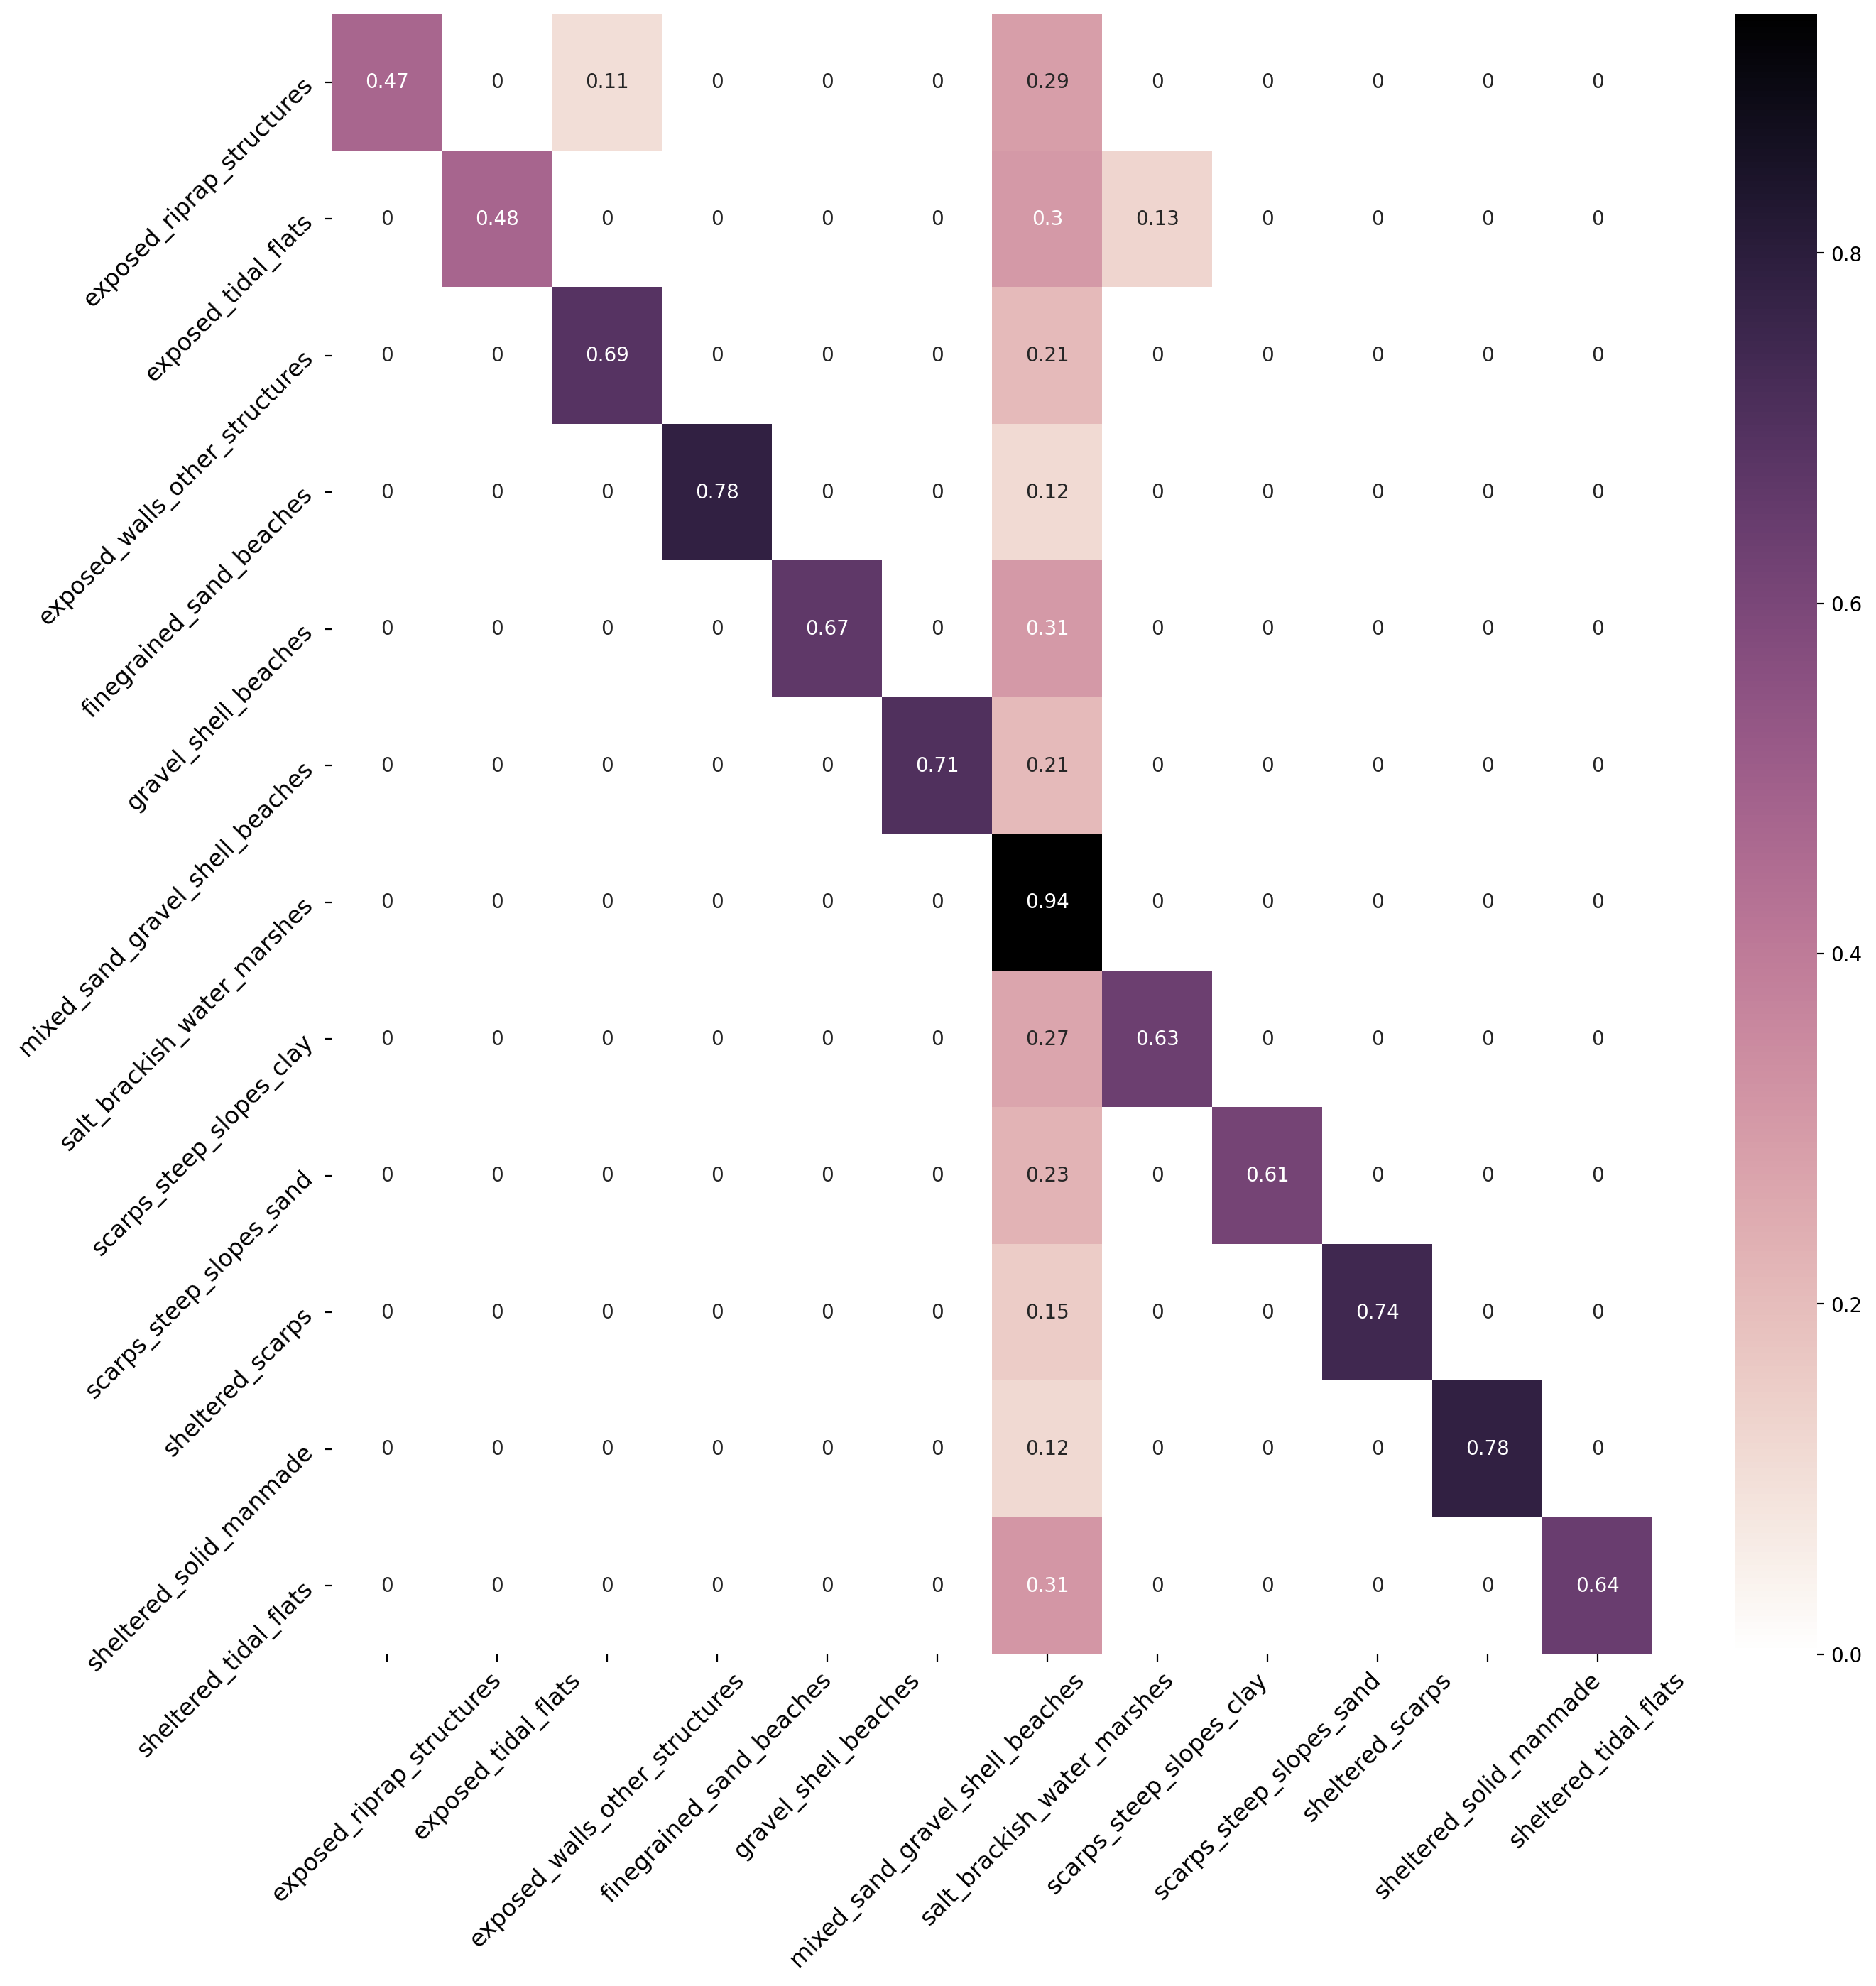 exposed_riprap_structures 0.47 0 0.11 0 0 0 0.29 0 0 0 0 0
exposed_tidal_flats 0 0.48 0 0 0 0 0.3 0.13 0 0 0 0
exposed_walls_other_structures 0 0 0.69 0 0 0 0.21 0 0 0 0 0
finegrained_sand_beaches 0 0 0 0.78 0 0 0.12 0 0 0 0 0
gravel_shell_beaches 0 0 0 0 0.67 0 0.31 0 0 0 0 0
mixed_sand_gravel_shell_beaches 0 0 0 0 0 0.71 0.21 0 0 0 0 0
salt_brackish_water_marshes 0 0 0 0 0 0 0.94 0 0 0 0 0
scarps_steep_slopes_clay 0 0 0 0 0 0 0.27 0.63 0 0 0 0
scarps_steep_slopes_sand 0 0 0 0 0 0 0.23 0 0.61 0 0 0
sheltered_scarps 0 0 0 0 0 0 0.15 0 0 0.74 0 0
sheltered_solid_manmade 0 0 0 0 0 0 0.12 0 0 0 0.78 0
sheltered_tidal_flats 0 0 0 0 0 0 0.31 0 0 0 0 0.64
exposed_riprap_structures
exposed_tidal_flats
exposed_walls_other_structures
finegrained_sand_beaches
gravel_shell_beaches
mixed_sand_gravel_shell_beaches
salt_brackish_water_marshes
scarps_steep_slopes_clay
scarps_steep_slopes_sand
sheltered_scarps
sheltered_solid_manmade
sheltered_tidal_flats
0.8
0.6
0.4
0.2
0.0